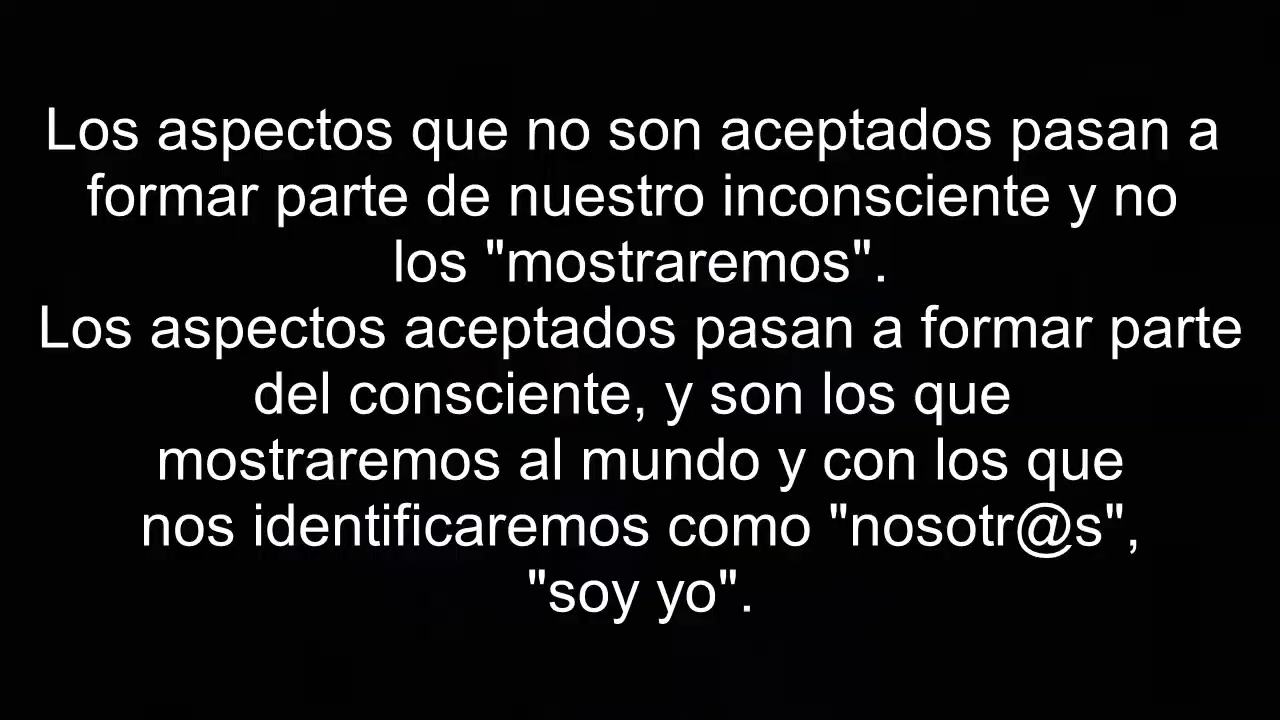 Los aspectos que no son aceptados pasan a
formar parte de nuestro inconsciente y no
los "mostraremos".
Los aspectos aceptados pasan a formar parte
del consciente, y son los que
mostraremos al mundo y con los que
nos identificaremos como "nosotr@s",
"soy yo".